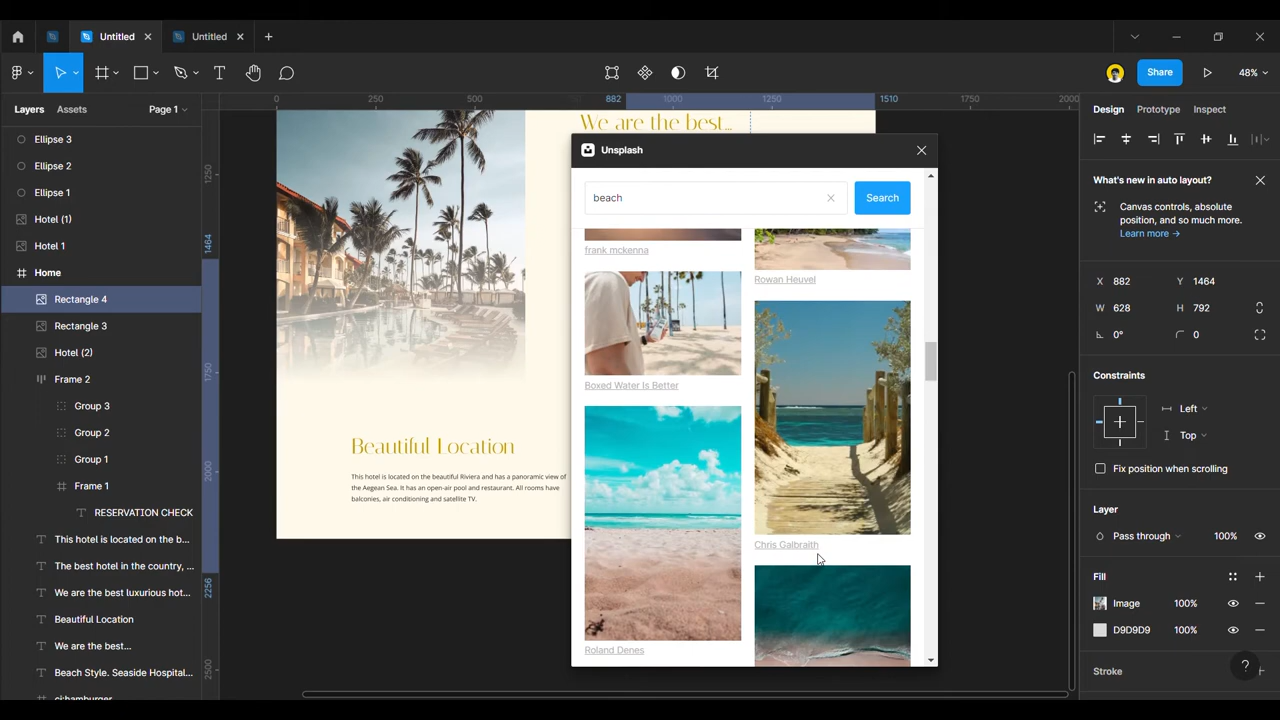 Untitled
Untitled
Share
48%
Layers
Assets
Page 1
0
250
500
882
1000
1250
1510
1750
2000
Design
Prototype
Inspect
Ellipse 3
Ellipse 2
Ellipse 1
Hotel (1)
Hotel 1
Home
Rectangle 4
Rectangle 3
Hotel (2)
Frame 2
Group 3
Group 2
Group 1
Frame 1
RESERVATION CHECK
This hotel is located on the b...
The best hotel in the country, ...
We are the best luxurious hot...
Beautiful Location
We are the best...
Beach Style. Seaside Hospital...
ci:hamburger
1250
1464
1750
2000
2256
2500
We are the best...
Beautiful Location
This hotel is located on the beautiful Riviera and has a panoramic view of
the Aegean Sea. It has an open-air pool and restaurant. All rooms have
balconies, air conditioning and satellite TV.
Unsplash
beach
Search
frank mckenna
Rowan Heuvel
Boxed Water Is Better
Chris Galbraith
Roland Denes
What's new in auto layout?
Canvas controls, absolute
position, and so much more.
Learn more →
X 882 Y 1464
W 628 H 792
0° 0
Constraints
Left
Top
Fix position when scrolling
Layer
Pass through 100%
Fill
Image 100%
D9D9D9 100%
Stroke
?